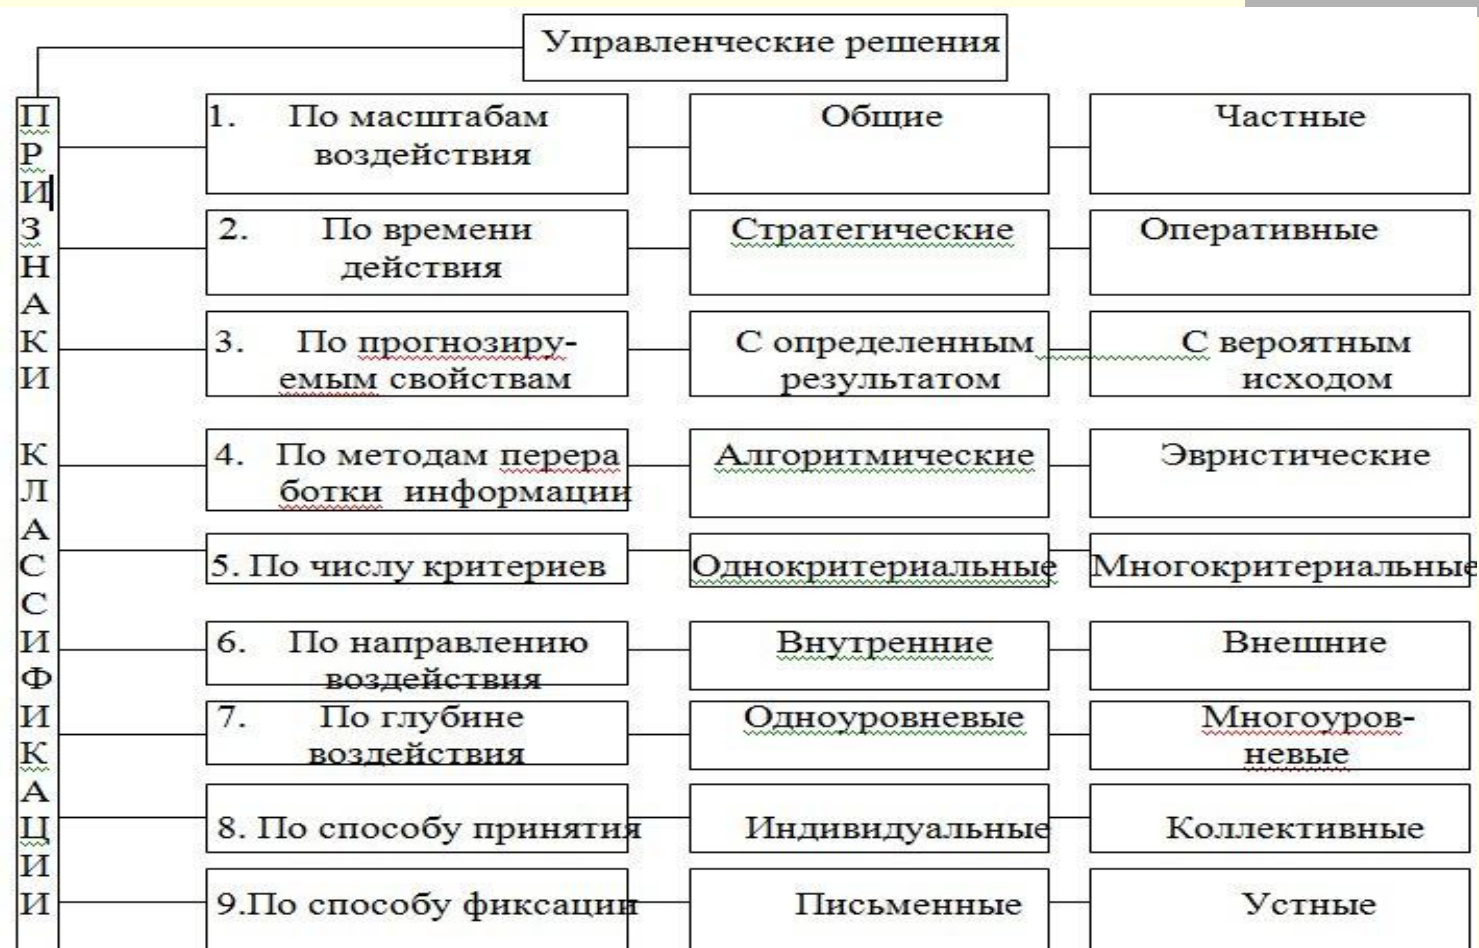 Управленческие решения
ПРИЗНАКИ КЛАССИФИКАЦИИ
1. По масштабам
воздействия
Общие
Частные
2. По времени
действия
Стратегические
Оперативные
3. По прогнозиру-
емым свойствам
С определенным
результатом
С вероятным
исходом
4. По методам перера
ботки информации
Алгоритмические
Эвристические
5. По числу критериев
Однокритериальные
Многокритериальные
6. По направлению
воздействия
Внутренние
Внешние
7. По глубине
воздействия
Одноуровневые
Многоуров-
невые
8. По способу принятия
Индивидуальные
Коллективные
9.По способу фиксации
Письменные
Устные